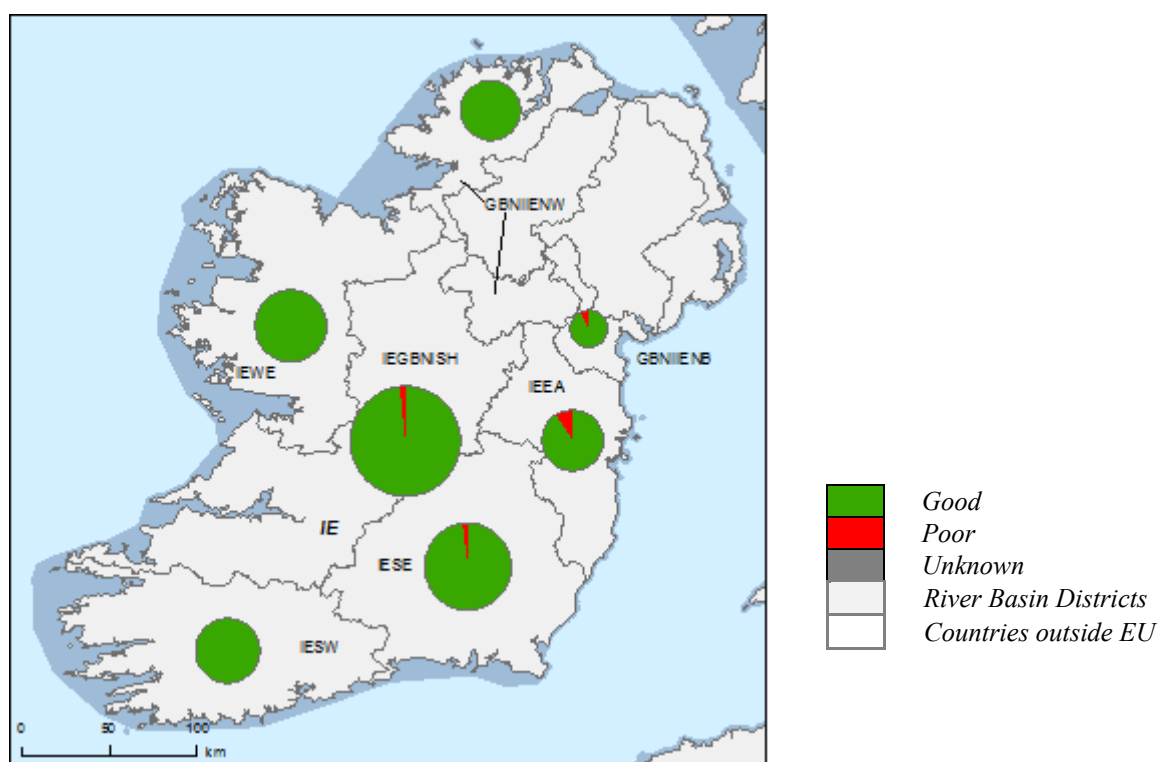 GBNIIENW
IEGBNISH
GBNIIENB
IEWE
IEEA
IE
IESE
IESW
0 50 100
km
Good
Poor
Unknown
River Basin Districts
Countries outside EU